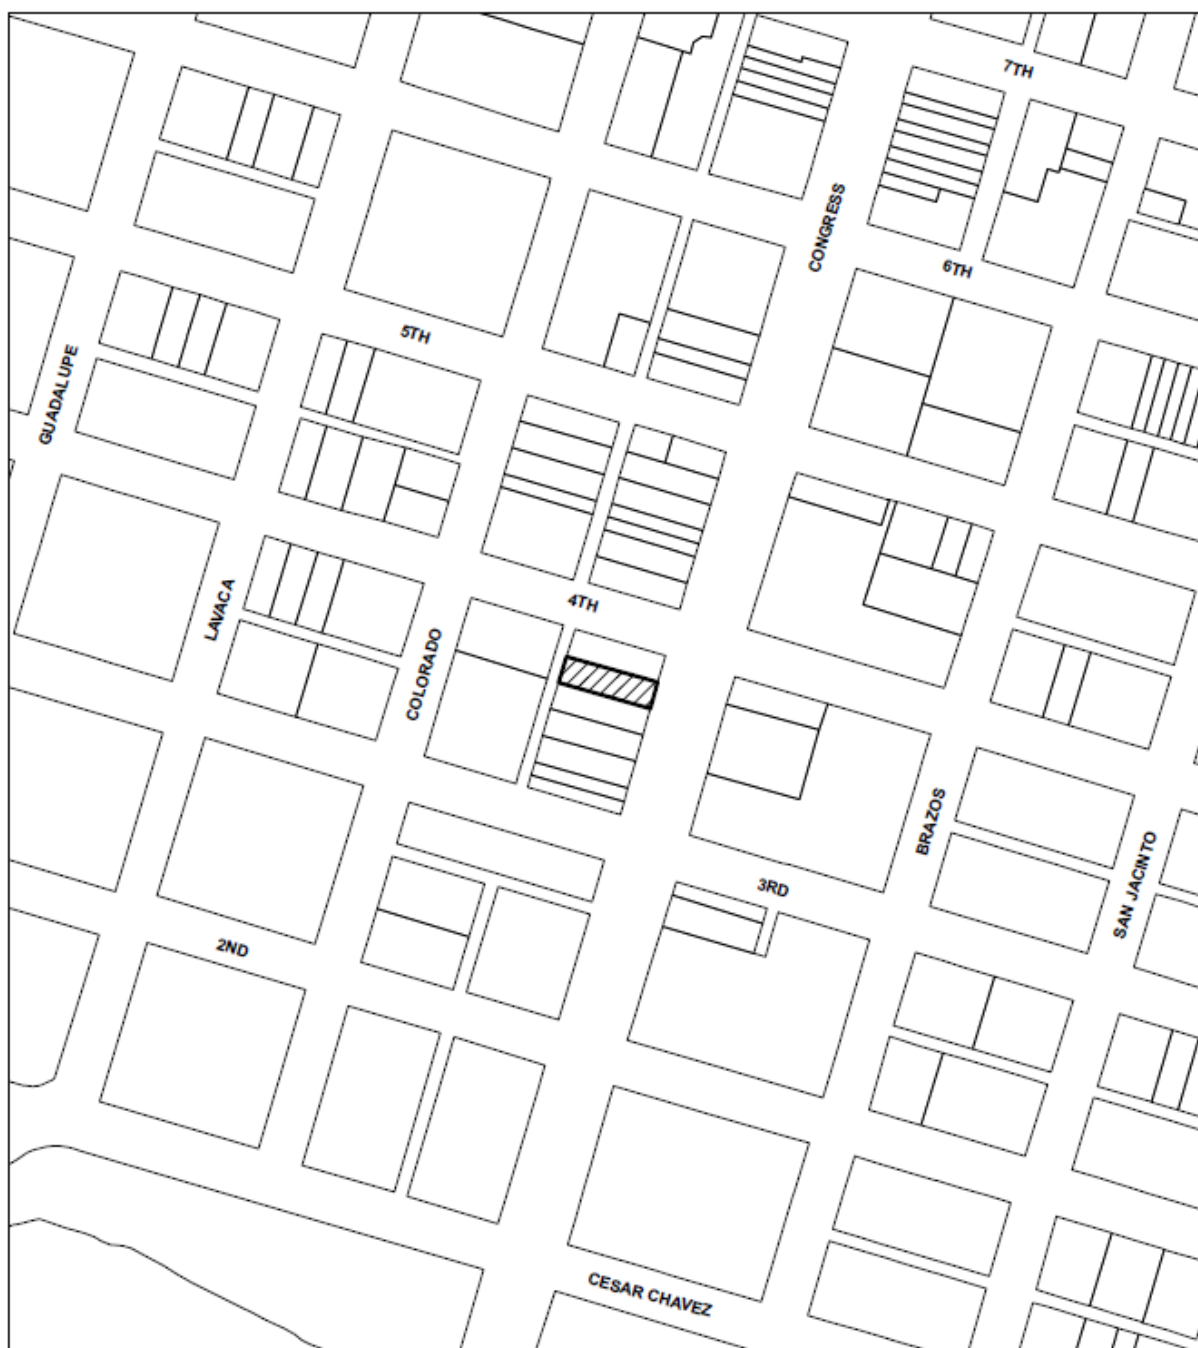 7TH
CONGRESS
6TH
5TH
GUADALUPE
4TH
LAVACA
COLORADO
BRAZOS
SAN JACINTO
3RD
2ND
CESAR CHAVEZ